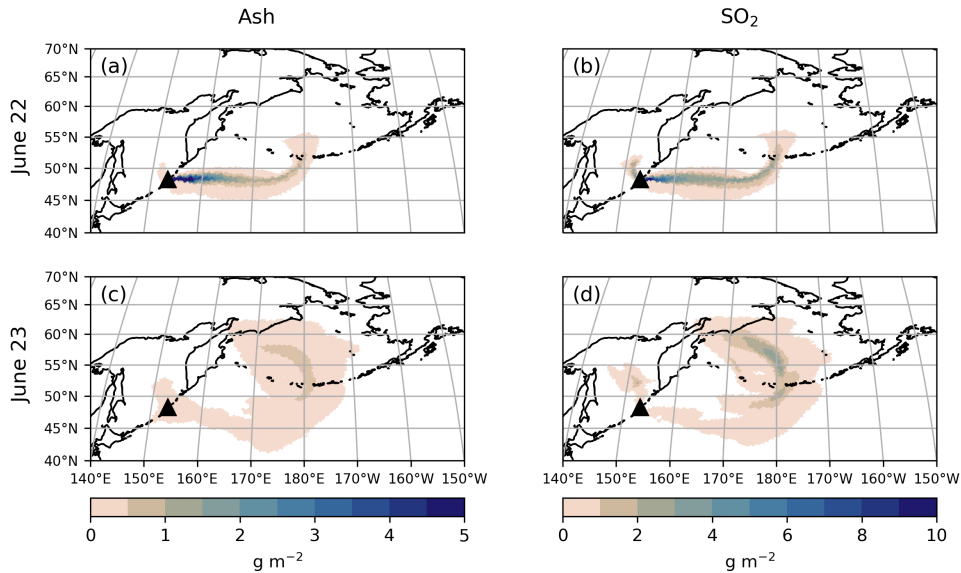 Ash
SO₂
June 22
(a)
70°N
65°N
60°N
55°N
50°N
45°N
40°N
(b)
June 23
(c)
70°N
65°N
60°N
55°N
50°N
45°N
40°N
140°E 150°E 160°E 170°E 180° 170°W 160°W 150°W
(d)
140°E 150°E 160°E 170°E 180° 170°W 160°W 150°W
0 1 2 3 4 5
g m⁻²
0 2 4 6 8 10
g m⁻²